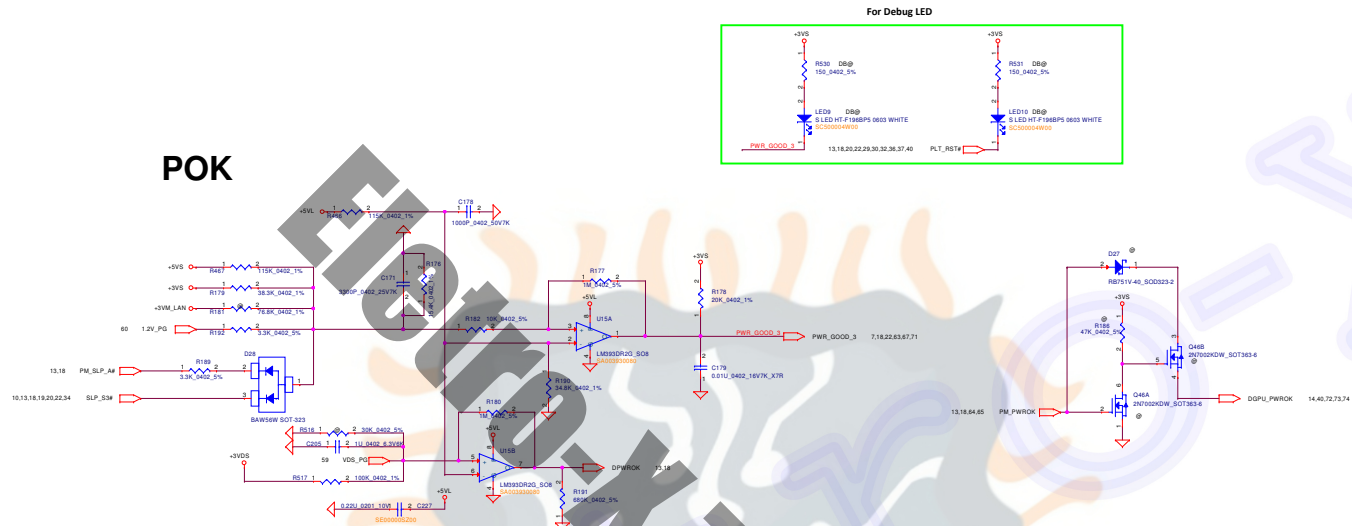 For Debug LED
+3VS
+3VS
R530 DB@
150_0402_5%
R531 DB@
150_0402_5%
LED9 DB@
S LED HT-F196BP5 0603 WHITE
SC500004W00
LED10 DB@
S LED HT-F196BP5 0603 WHITE
SC500004W00
PWR_GOOD_3
13,18,20,22,29,30,32,36,37,40 PLT_RST#
POK
+5VL
R468
115K_0402_1%
C178
1000P_0402_50V7K
+5VS
R467
115K_0402_1%
+3VS
R179
38.3K_0402_1%
+3VM_LAN
@
R181
76.8K_0402_1%
60 1.2V_PG
R192
3.3K_0402_5%
C171
3300P_0402_25V7K
R176
R182 10K_0402_5%
R177
1M_0402_5%
+5VL
U15A
LM393DR2G_SO8
SA003930080
+3VS
R178
20K_0402_1%
PWR_GOOD_3
PWR_GOOD_3 7,18,22,63,67,71
C179
0.01U_0402_16V7K_X7R
R190
34.8K_0402_1%
13,18 PM_SLP_A#
R189
3.3K_0402_5%
D28
10,13,18,19,20,22,34 SLP_S3#
BAW56W SOT-323
R180
1M_0402_5%
R516
@
30K_0402_5%
C205
1U_0402_6.3V6K
59 VDS_PG
+3VDS
R517
100K_0402_1%
+5VL
U15B
LM393DR2G_SO8
SA003930080
DPWROK 13,18
R191
680K_0402_5%
0.22U_0201_10V
C227
+5VL
D27
@
RB751V-40_SOD323-2
+3VS
@
R186
47K_0402_5%
Q46B
2N7002KDW_SOT363-6
@
Q46A
2N7002KDW_SOT363-6
@
13,18,64,65 PM_PWROK
DGPU_PWROK 14,40,72,73,74